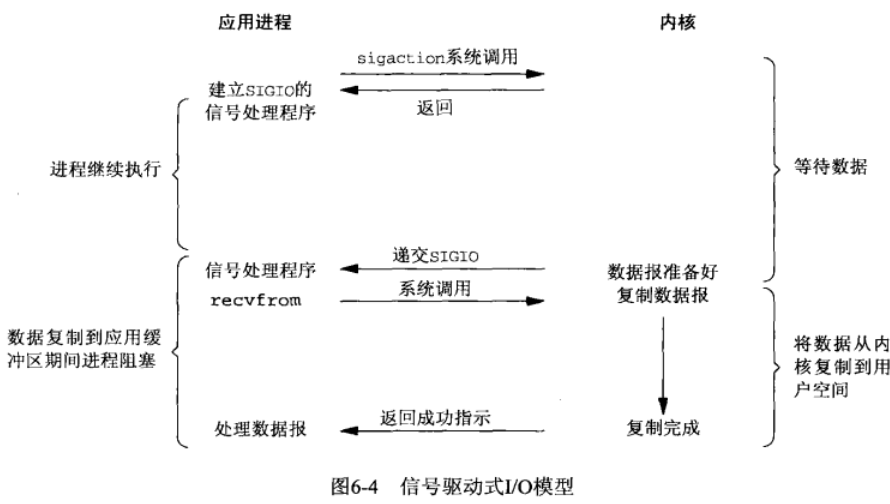 应用进程
内核
sigaction系统调用
建立SIGIO的
信号处理程序
返回
进程继续执行
等待数据
递交SIGIO
信号处理程序
数据报准备好
recvfrom
系统调用
复制数据报
数据复制到应用缓
冲区期间进程阻塞
将数据从内
核复制到用
户空间
处理数据报
返回成功指示
复制完成
图6-4 信号驱动式I/O模型